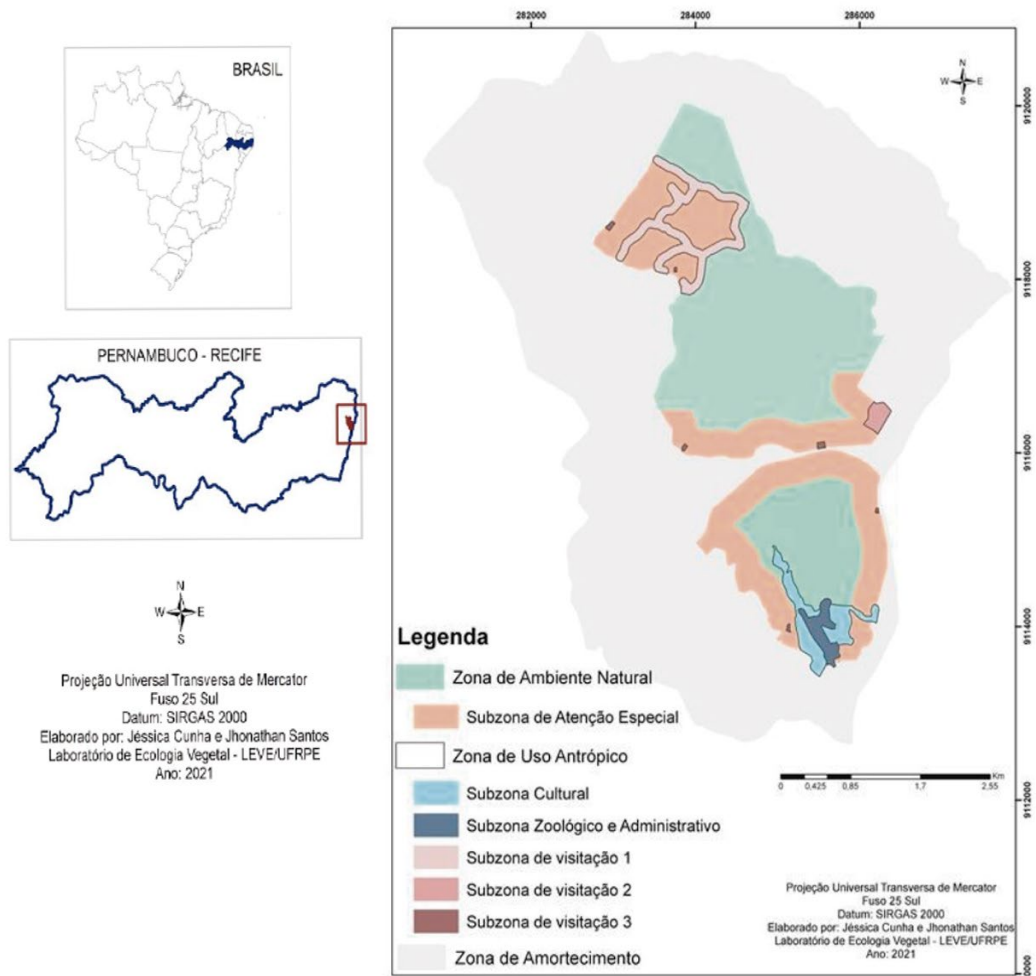 BRASIL
PERNAMBUCO - RECIFE
N
W E
S
Projeção Universal Transversa de Mercator
Fuso 25 Sul
Datum: SIRGAS 2000
Elaborado por: Jéssica Cunha e Jhonathan Santos
Laboratório de Ecologia Vegetal - LEVE/UFRPE
Ano: 2021
282000 284000 286000
N
W E
S
9120000
9118000
9116000
9114000
9112000
Legenda
Zona de Ambiente Natural
Subzona de Atenção Especial
Zona de Uso Antrópico
Subzona Cultural
Subzona Zoológico e Administrativo
Subzona de visitação 1
Subzona de visitação 2
Subzona de visitação 3
Zona de Amortecimento
Km
0 0,425 0,85 1,7 2,55
Projeção Universal Transversa de Mercator
Fuso 25 Sul
Datum: SIRGAS 2000
Elaborado por: Jéssica Cunha e Jhonathan Santos
Laboratório de Ecologia Vegetal - LEVE/UFRPE
Ano: 2021